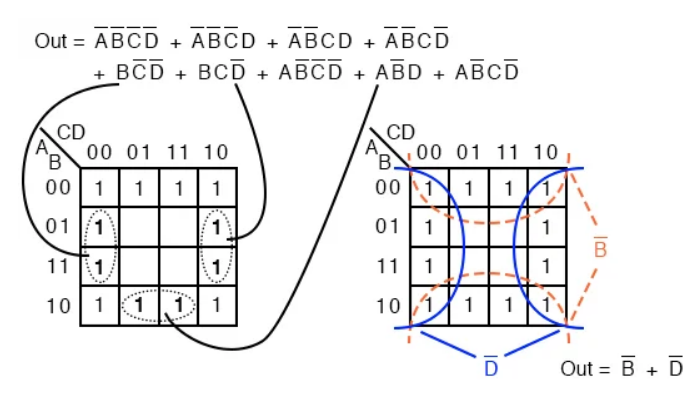 Out = A̅B̅C̅D̅ + A̅B̅C̅D + A̅B̅CD + A̅B̅CD̅
+ BC̅D̅ + BCD̅ + AB̅C̅D̅ + AB̅D + AB̅CD̅
CD
A
B
00 01 11 10
00 1 1 1 1
01 1 1
11 1 1
10 1 1 1 1
CD
A
B
00 01 11 10
00 1 1 1 1
01 1 1
11 1 1
10 1 1 1 1
B̅
D̅
Out = B̅ + D̅